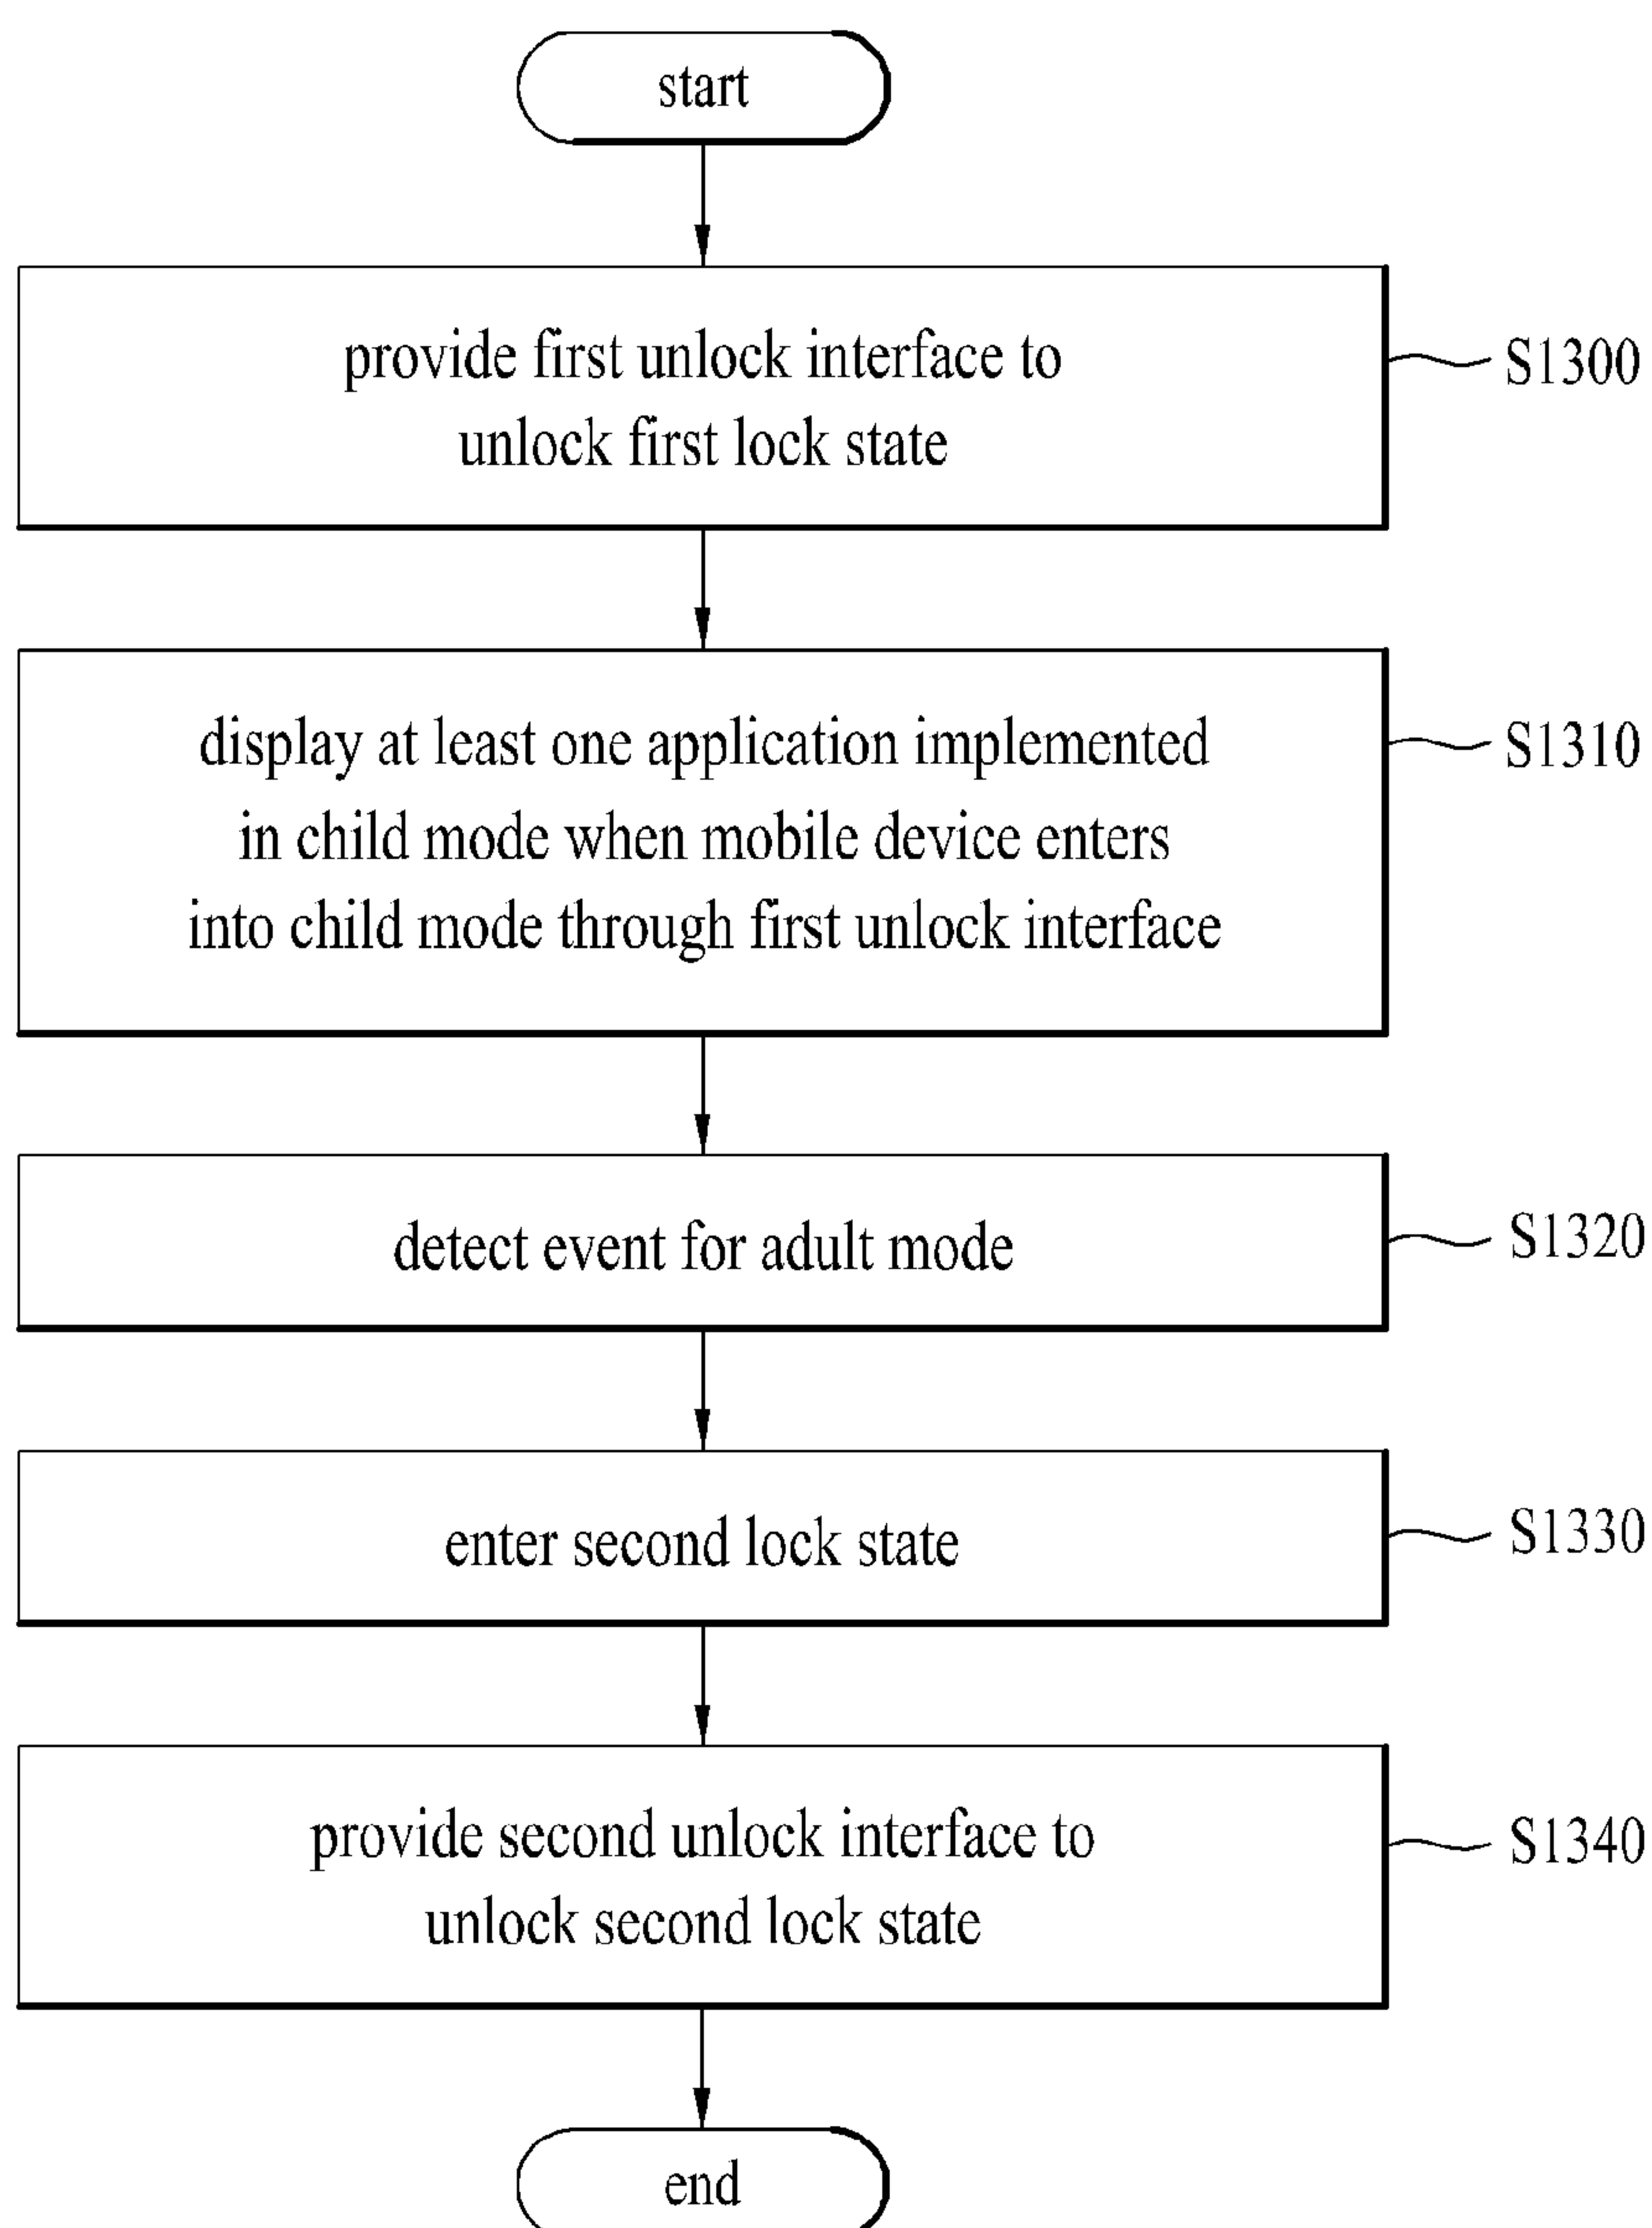 start
provide first unlock interface to
unlock first lock state
S1300
display at least one application implemented
in child mode when mobile device enters
into child mode through first unlock interface
S1310
detect event for adult mode
S1320
enter second lock state
S1330
provide second unlock interface to
unlock second lock state
S1340
end